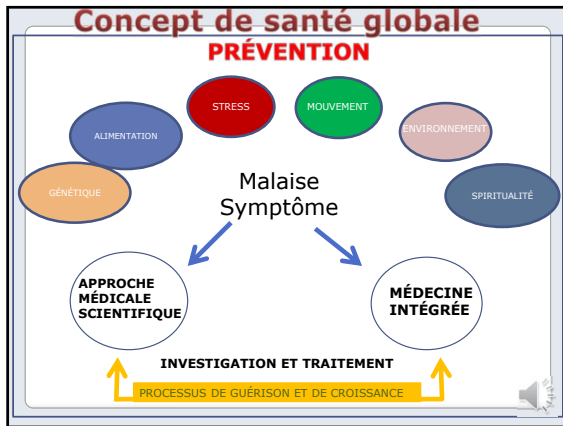 Concept de santé globale
PRÉVENTION
STRESS
MOUVEMENT
ALIMENTATION
ENVIRONNEMENT
GÉNÉTIQUE
SPIRITUALITÉ
Malaise
Symptôme
APPROCHE
MÉDICALE
SCIENTIFIQUE
MÉDECINE
INTÉGRÉE
INVESTIGATION ET TRAITEMENT
PROCESSUS DE GUÉRISON ET DE CROISSANCE